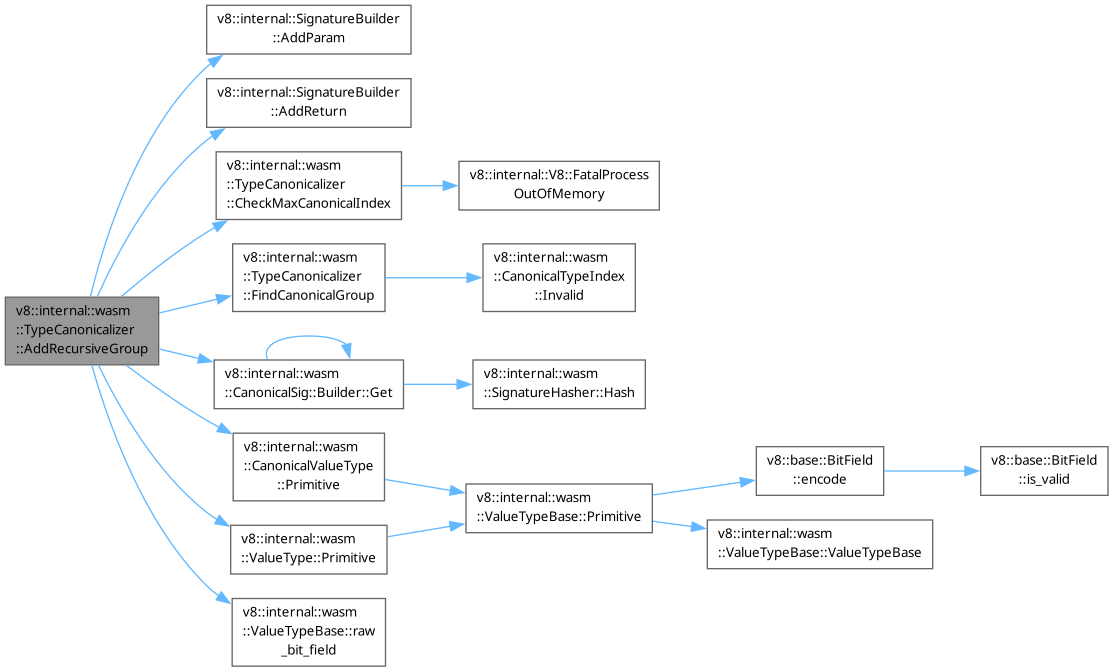 v8::internal::SignatureBuilder
::AddParam
v8::internal::SignatureBuilder
::AddReturn
v8::internal::wasm
::TypeCanonicalizer
::CheckMaxCanonicalIndex
v8::internal::V8::FatalProcess
OutOfMemory
v8::internal::wasm
::TypeCanonicalizer
::FindCanonicalGroup
v8::internal::wasm
::CanonicalTypeIndex
::Invalid
v8::internal::wasm
::TypeCanonicalizer
::AddRecursiveGroup
v8::internal::wasm
::CanonicalSig::Builder::Get
v8::internal::wasm
::SignatureHasher::Hash
v8::internal::wasm
::CanonicalValueType
::Primitive
v8::internal::wasm
::ValueTypeBase::Primitive
v8::base::BitField
::encode
v8::base::BitField
::is_valid
v8::internal::wasm
::ValueType::Primitive
v8::internal::wasm
::ValueTypeBase::ValueTypeBase
v8::internal::wasm
::ValueTypeBase::raw
_bit_field